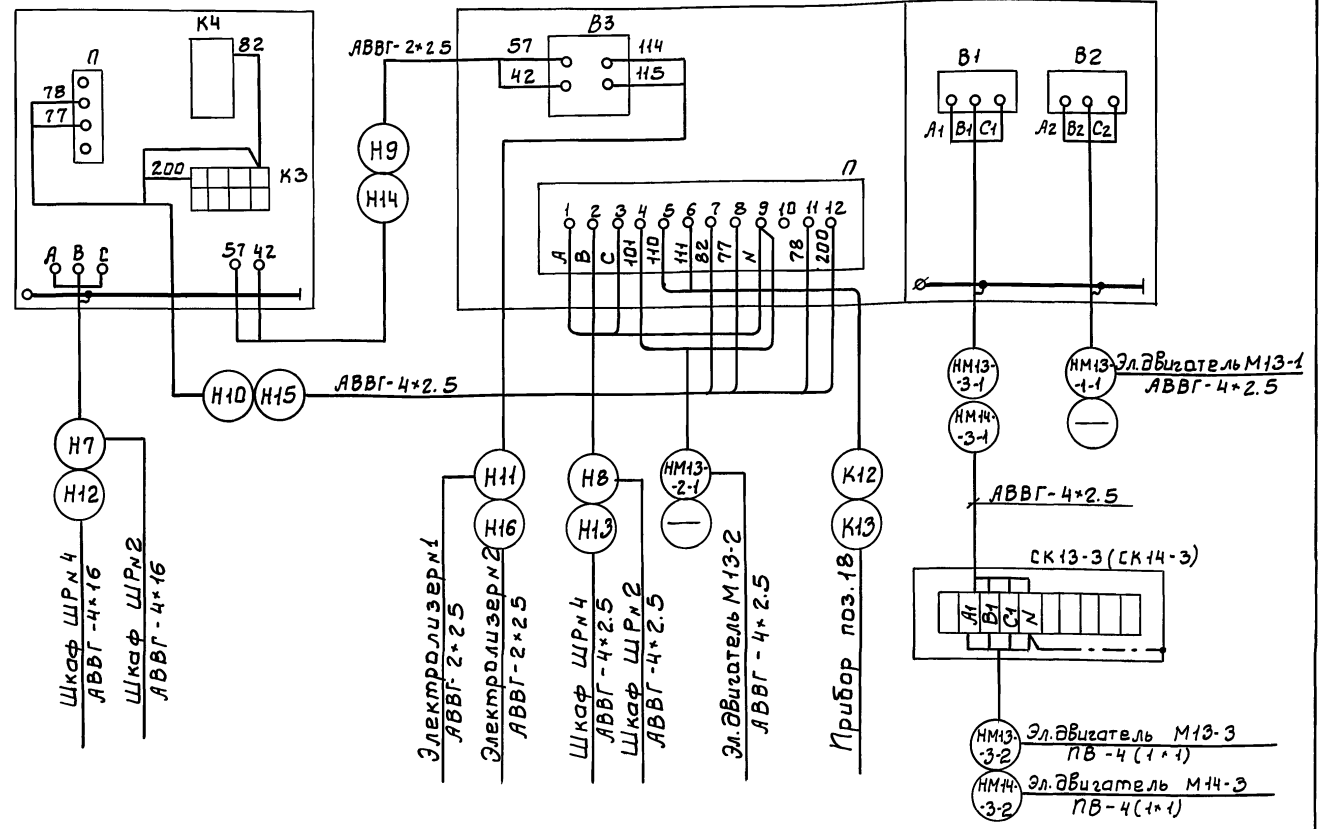 К4
82
П
78
77
200
К3
А В С
57 42
АВВГ-2×2.5
Н9
Н14
В3
57
42
114
115
П
1 2 3 4 5 6 7 8 9 10 11 12
А В С 101 110 111 82 77 N 78 200
В1
А1 В1 С1
В2
А2 В2 С2
Н10 Н15
АВВГ-4×2.5
Н7
Н12
Шкаф ШР№4
АВВГ-4×16
Шкаф ШР№2
АВВГ-4×16
Н11
Н16
Электролизер№1
АВВГ-2×2.5
Электролизер№2
АВВГ-2×2.5
Н8
Н13
Шкаф ШР№4
АВВГ-4×2.5
Шкаф ШР№2
АВВГ-4×2.5
НМ13-
-2-1
—
Эл.двигатель М13-2
АВВГ-4×2.5
К12
К13
Прибор поз.18
НМ13-
-3-1
НМ14-
-3-1
НМ13-
-1-1
—
Эл.двигатель М13-1
АВВГ-4×2.5
АВВГ-4×2.5
СК13-3(СК14-3)
А1 В1 С1 N
НМ13-
-3-2
Эл.двигатель М13-3
ПВ-4(1×1)
НМ14-
-3-2
Эл.двигатель М14-3
ПВ-4(1×1)